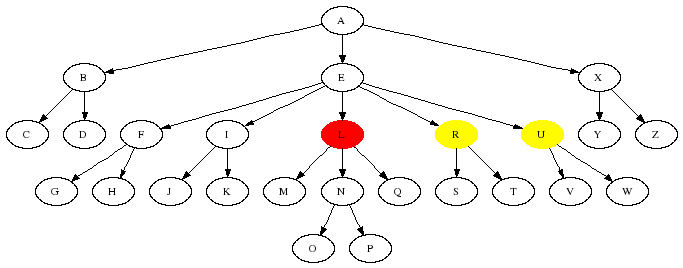 A
B E X
C D F I L R U Y Z
G H J K M N Q S T V W
O P